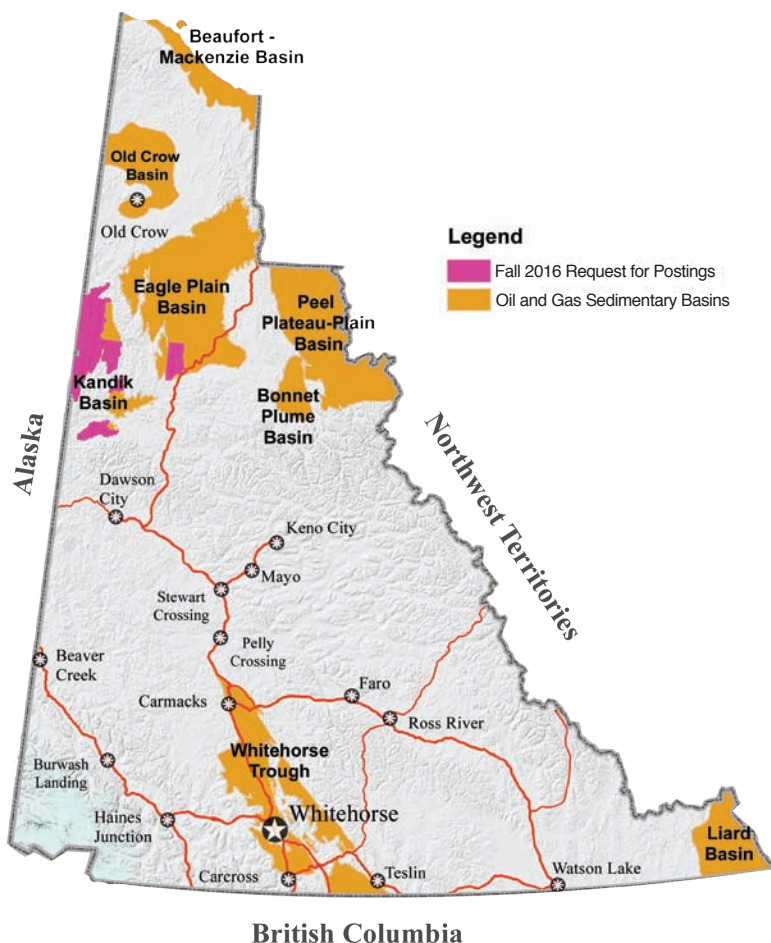 Beaufort -
Mackenzie Basin
Old Crow
Basin
Old Crow
Legend
Fall 2016 Request for Postings
Oil and Gas Sedimentary Basins
Eagle Plain
Basin
Peel
Plateau-Plain
Basin
Kandik
Basin
Bonnet
Plume
Basin
Alaska
Northwest Territories
Dawson
City
Keno City
Mayo
Stewart
Crossing
Pelly
Crossing
Beaver
Creek
Faro
Carmacks
Ross River
Whitehorse
Trough
Burwash
Landing
Haines
Junction
Whitehorse
Liard
Basin
Carcross
Teslin
Watson Lake
British Columbia